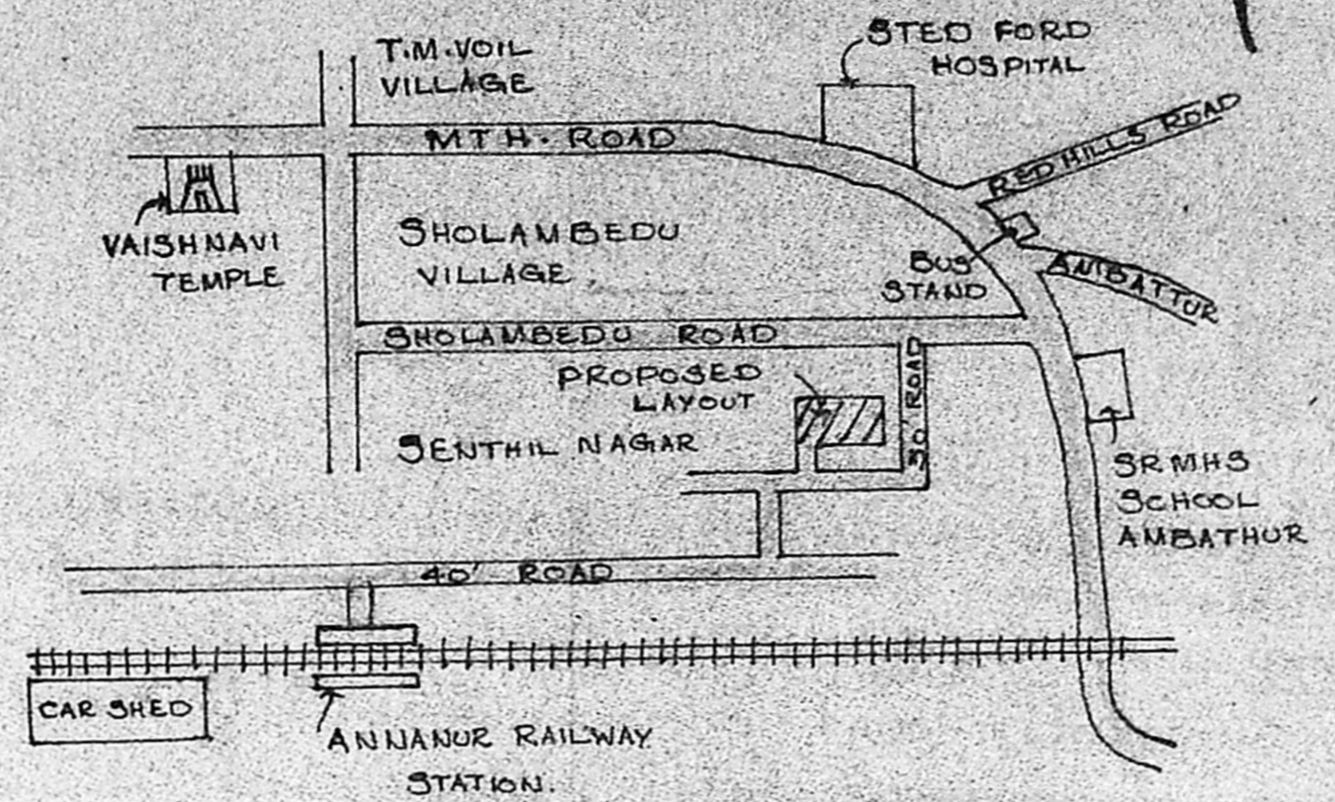 T.M.VOIL
VILLAGE
STED FORD
HOSPITAL
MTH. ROAD
RED HILLS ROAD
VAISHNAVI
TEMPLE
SHOLAMBEDU
VILLAGE
BUS
STAND
AMBATTUR
SHOLAMBEDU ROAD
PROPOSED
LAYOUT
30' ROAD
SENTHIL NAGAR
SRMHS
SCHOOL
AMBATHUR
40' ROAD
CAR SHED
ANNANUR RAILWAY
STATION.